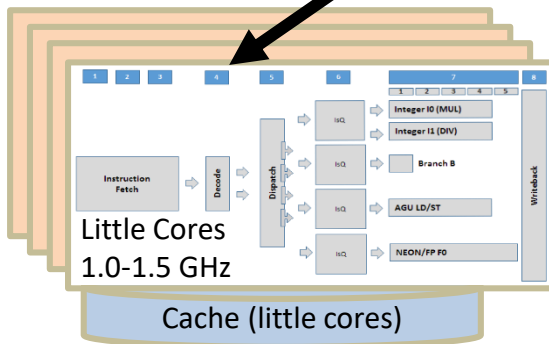 1 2 3 4 5 6 7 8
1 2 3 4 5
Integer I0 (MUL)
IsQ
Integer I1 (DIV)
Instruction
Fetch
Decode
Dispatch
IsQ
Branch B
Writeback
IsQ
AGU LD/ST
IsQ
NEON/FP F0
Little Cores
1.0-1.5 GHz
Cache (little cores)